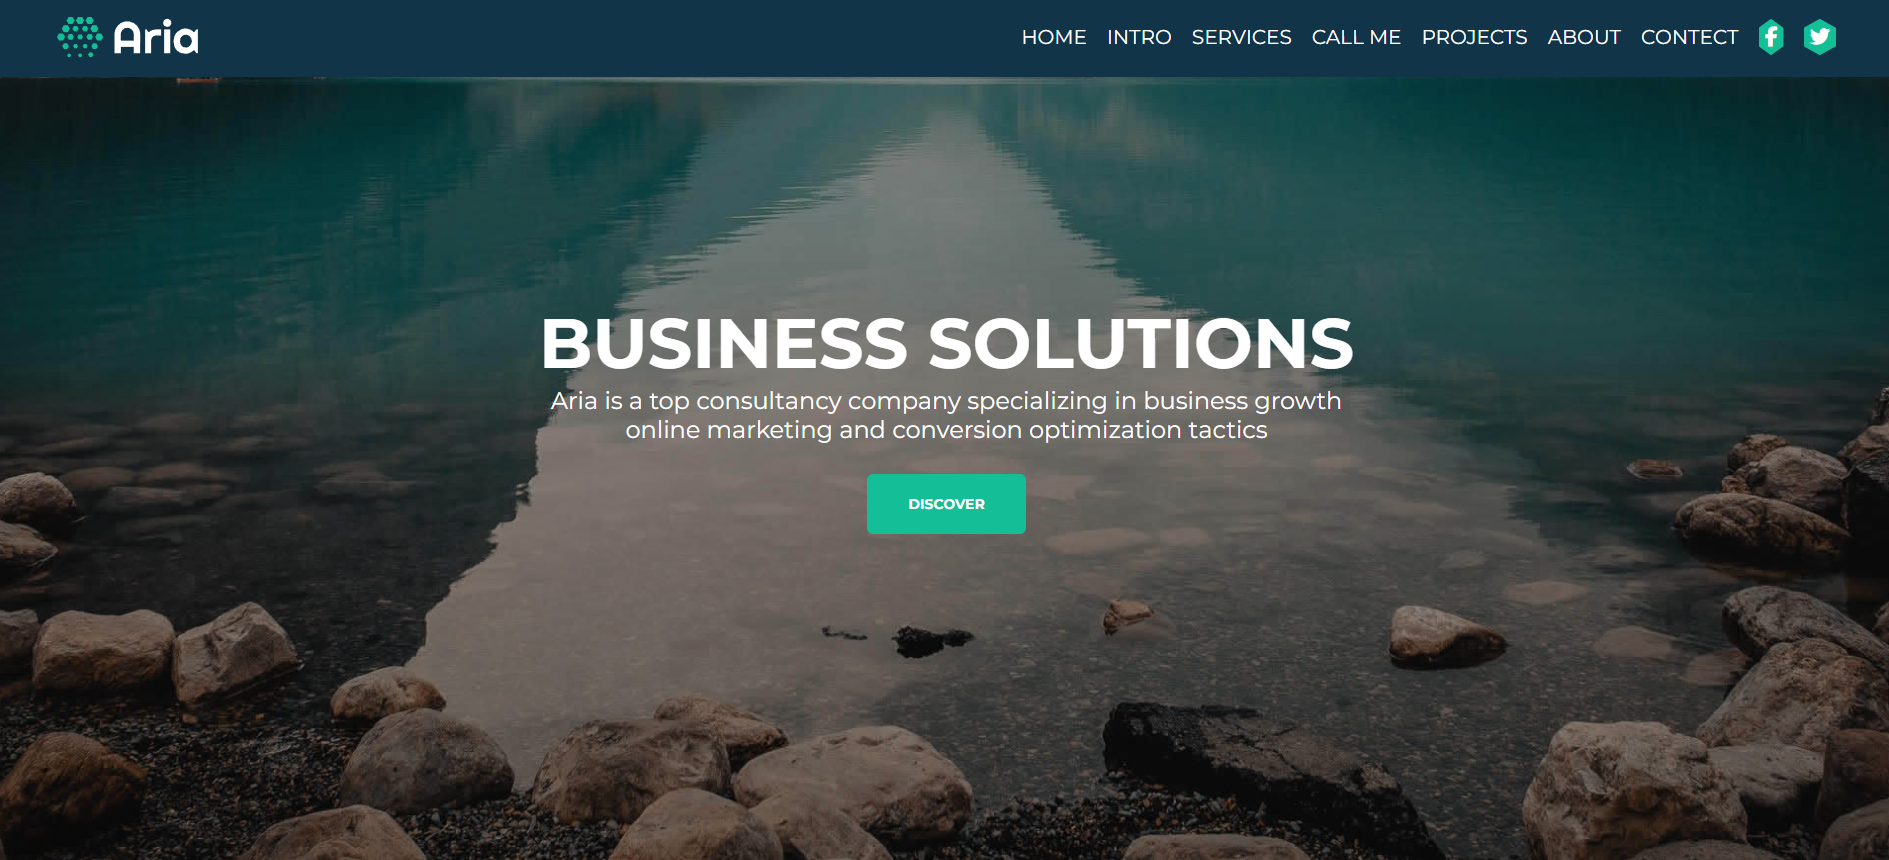 Aria
HOME INTRO SERVICES CALL ME PROJECTS ABOUT CONTECT
BUSINESS SOLUTIONS
Aria is a top consultancy company specializing in business growth
online marketing and conversion optimization tactics
DISCOVER